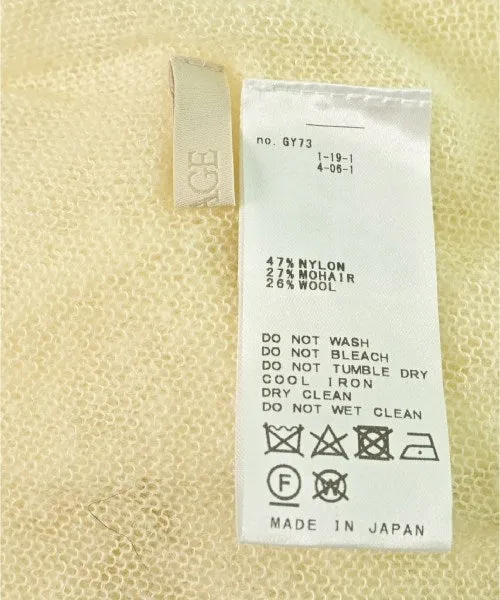 AGE
no. GY73
1-19-1
4-06-1
47% NYLON
27% MOHAIR
26% WOOL
DO NOT WASH
DO NOT BLEACH
DO NOT TUMBLE DRY
COOL IRON
DRY CLEAN
DO NOT WET CLEAN
F
W
MADE IN JAPAN